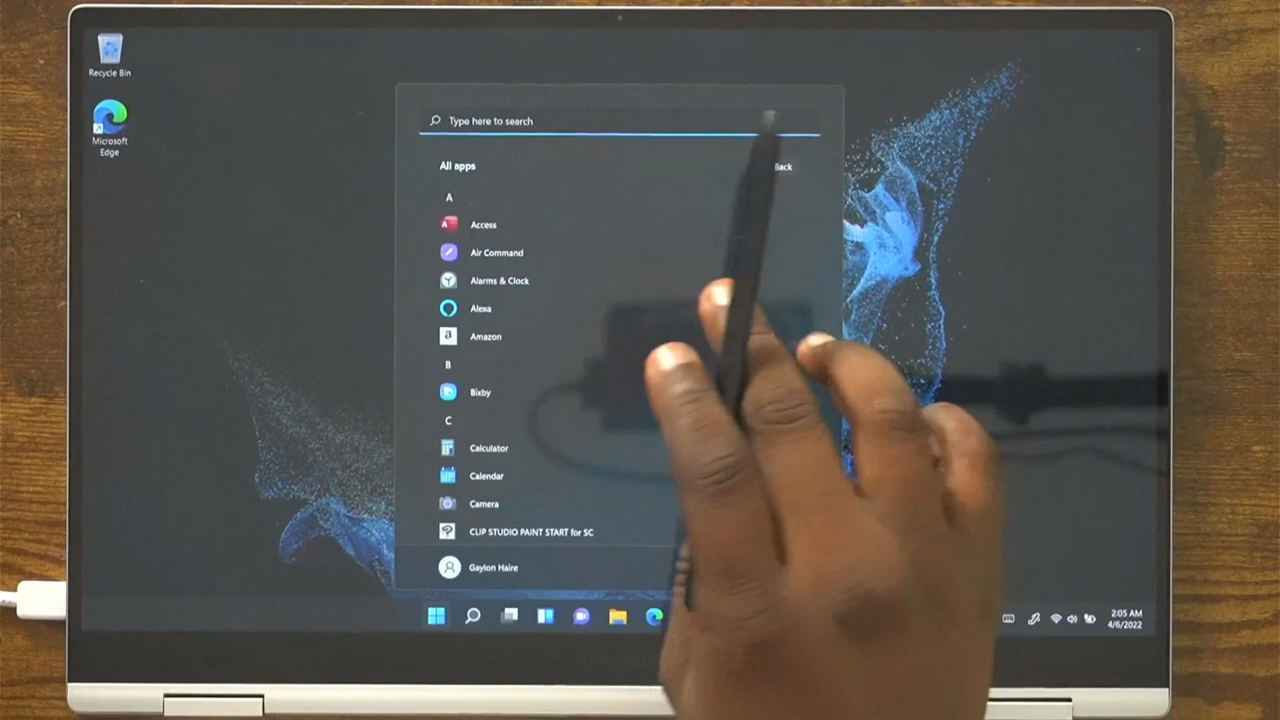 Recycle Bin
Microsoft
Edge
Type here to search
All apps
Back
A
Access
Air Command
Alarms & Clock
Alexa
a
Amazon
B
Bixby
C
Calculator
Calendar
Camera
CLIP STUDIO PAINT START for SC
Gaylon Haire
2:05 AM
4/6/2022